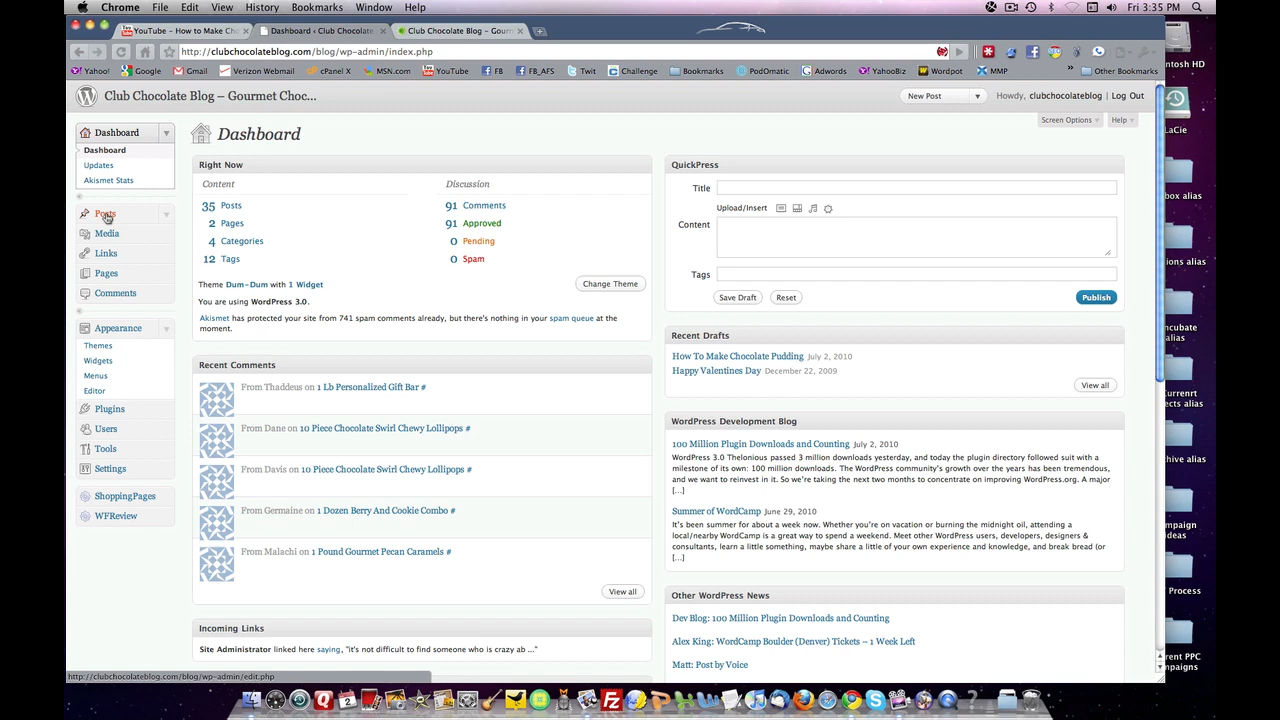 Chrome File Edit View History Bookmarks Window Help
Fri 3:35 PM
YouTube - How to Make Cho
Dashboard ‹ Club Chocolate
Club Chocolate Blog – Gourm
http://clubchocolateblog.com/blog/wp-admin/index.php
Yahoo! Google Gmail Verizon Webmail cPanel X MSN.com YouTube FB FB_AFS Twit Challenge Bookmarks PodOmatic Adwords YahooBiz Wordpot MMP » Other Bookmarks
Club Chocolate Blog – Gourmet Choc...
New Post
Howdy, clubchocolateblog | Log Out
Screen Options
Help
Dashboard
Dashboard
Updates
Akismet Stats
Posts
Media
Links
Pages
Comments
Appearance
Themes
Widgets
Menus
Editor
Plugins
Users
Tools
Settings
ShoppingPages
WFReview
Dashboard
Right Now
Content
Discussion
35 Posts
91 Comments
2 Pages
91 Approved
4 Categories
0 Pending
12 Tags
0 Spam
Theme Dum-Dum with 1 Widget
Change Theme
You are using WordPress 3.0.
Akismet has protected your site from 741 spam comments already, but there's nothing in your spam queue at the
moment.
Recent Comments
From Thaddeus on 1 Lb Personalized Gift Bar #
From Dane on 10 Piece Chocolate Swirl Chewy Lollipops #
From Davis on 10 Piece Chocolate Swirl Chewy Lollipops #
From Germaine on 1 Dozen Berry And Cookie Combo #
From Malachi on 1 Pound Gourmet Pecan Caramels #
View all
Incoming Links
Site Administrator linked here saying, "it's not difficult to find someone who is crazy ab ..."
QuickPress
Title
Upload/Insert
Content
Tags
Save Draft
Reset
Publish
Recent Drafts
How To Make Chocolate Pudding July 2, 2010
Happy Valentines Day December 22, 2009
View all
WordPress Development Blog
100 Million Plugin Downloads and Counting July 2, 2010
WordPress 3.0 Thelonious passed 3 million downloads yesterday, and today the plugin directory followed suit with a
milestone of its own: 100 million downloads. The WordPress community's growth over the years has been tremendous,
and we want to reinvest in it. So we're taking the next two months to concentrate on improving WordPress.org. A major
[...]
Summer of WordCamp June 29, 2010
It's been summer for about a week now. Whether you're on vacation or burning the midnight oil, attending a
local/nearby WordCamp is a great way to spend a weekend. Meet other WordPress users, developers, designers &
consultants, learn a little something, maybe share a little of your own experience and knowledge, and break bread (or
[...]
Other WordPress News
Dev Blog: 100 Million Plugin Downloads and Counting
Alex King: WordCamp Boulder (Denver) Tickets – 1 Week Left
Matt: Post by Voice
http://clubchocolateblog.com/blog/wp-admin/edit.php
ntosh HD
LaCie
box alias
ions alias
ncubate
alias
Currenrt
ects alias
hive alias
mpaign
deas
Process
rent PPC
mpaigns